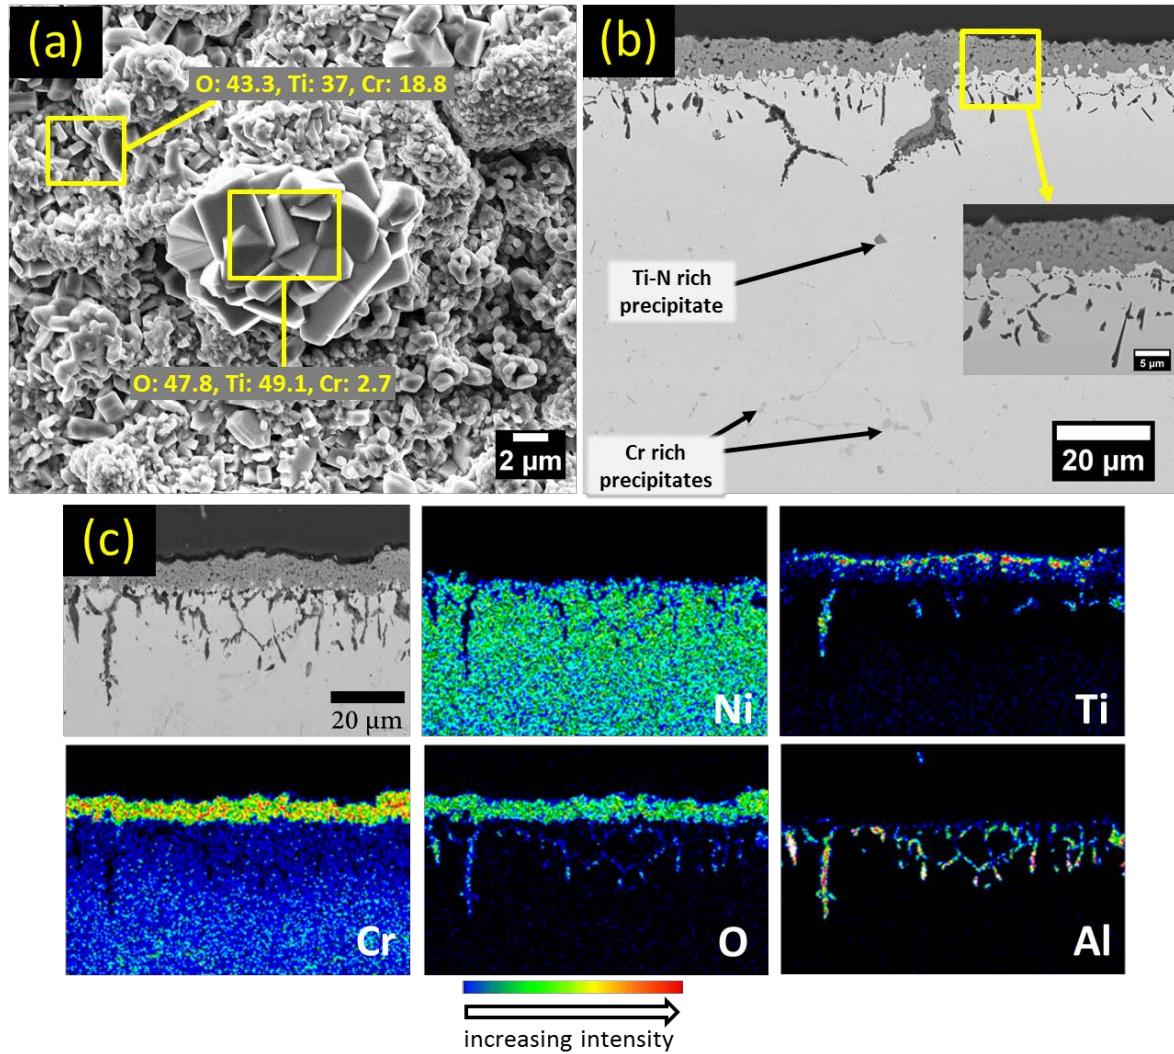 (a)
O: 43.3, Ti: 37, Cr: 18.8
O: 47.8, Ti: 49.1, Cr: 2.7
2 μm
(b)
Ti-N rich
precipitate
Cr rich
precipitates
5 μm
20 μm
(c)
20 μm
Ni
Ti
Cr
O
Al
increasing intensity